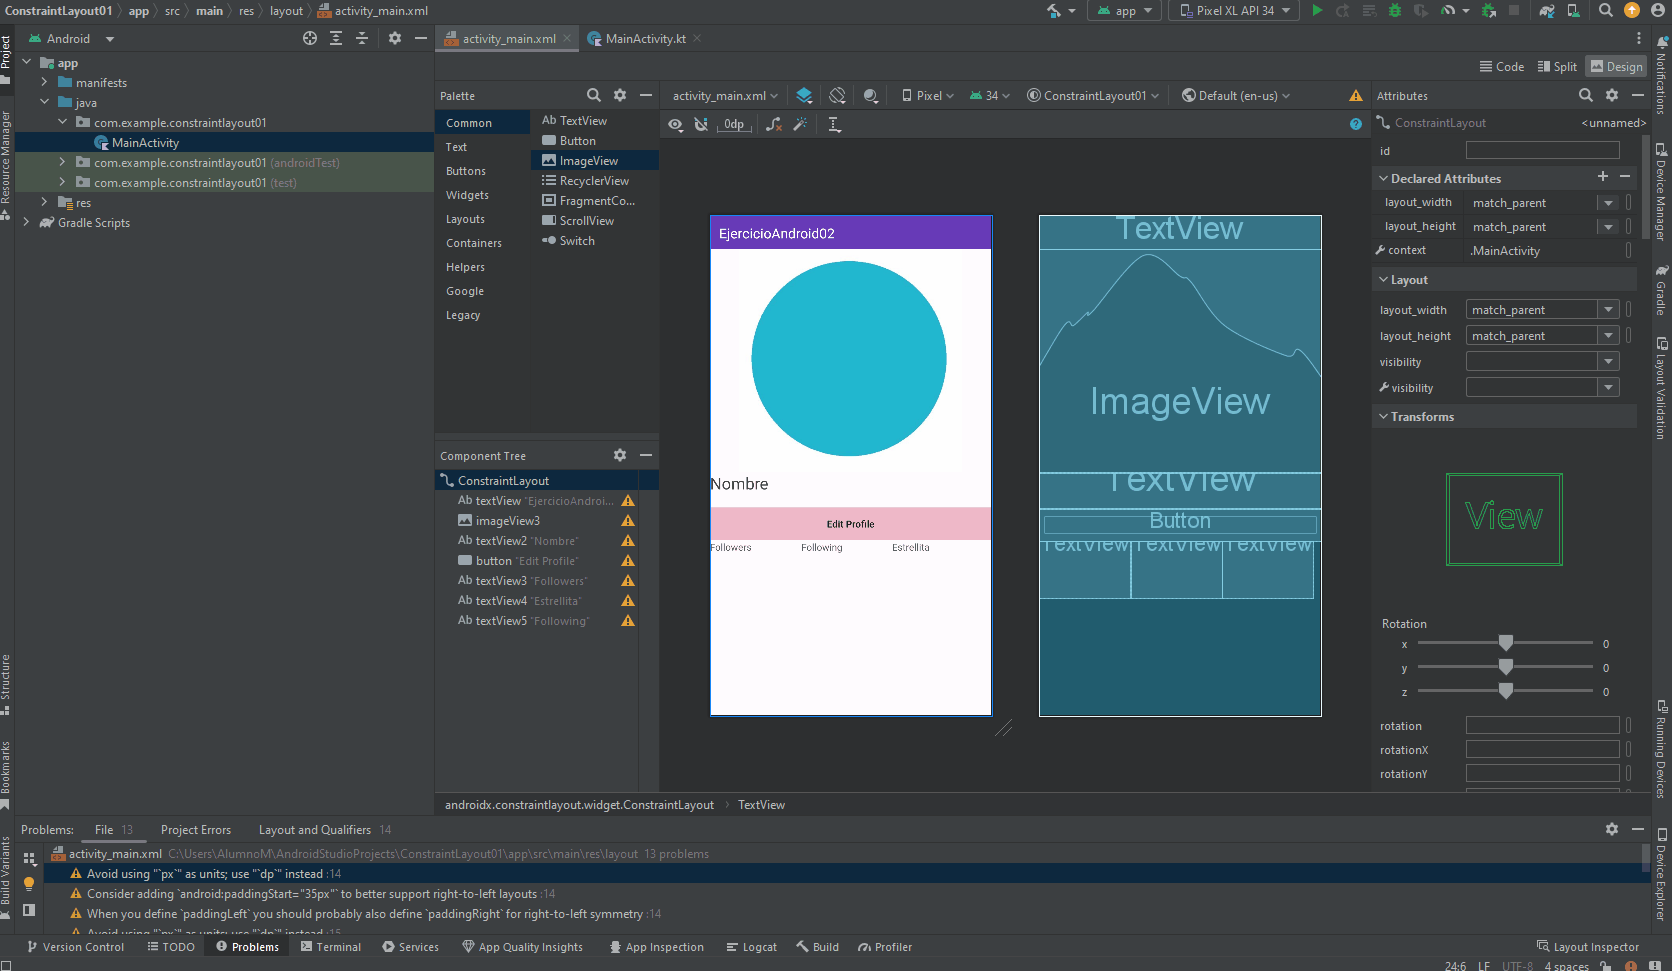 ConstraintLayout01 app src main res layout activity_main.xml
app Pixel XL API 34
Project
Resource Manager
Structure
Bookmarks
Build Variants
Android
app
manifests
java
com.example.constraintlayout01
MainActivity
com.example.constraintlayout01 (androidTest)
com.example.constraintlayout01 (test)
res
Gradle Scripts
activity_main.xml MainActivity.kt
Code Split Design
Palette
Common
Text
Buttons
Widgets
Layouts
Containers
Helpers
Google
Legacy
Ab TextView
Button
ImageView
RecyclerView
FragmentCo...
ScrollView
Switch
Component Tree
ConstraintLayout
Ab textView "EjercicioAndroi...
imageView3
Ab textView2 "Nombre"
button "Edit Profile"
Ab textView3 "Followers"
Ab textView4 "Estrellita"
Ab textView5 "Following"
activity_main.xml Pixel 34 ConstraintLayout01 Default (en-us)
0dp
EjercicioAndroid02
Nombre
Edit Profile
Followers Following Estrellita
TextView
ImageView
TextView
Button
TextView TextView TextView
androidx.constraintlayout.widget.ConstraintLayout TextView
Attributes
ConstraintLayout <unnamed>
id
Declared Attributes
layout_width match_parent
layout_height match_parent
context .MainActivity
Layout
layout_width match_parent
layout_height match_parent
visibility
visibility
Transforms
View
Rotation
x 0
y 0
z 0
rotation
rotationX
rotationY
Notifications
Device Manager
Gradle
Layout Validation
Running Devices
Device Explorer
Problems: File 13 Project Errors Layout and Qualifiers 14
activity_main.xml C:\Users\AlumnoM\AndroidStudioProjects\ConstraintLayout01\app\src\main\res\layout 13 problems
Avoid using "`px`" as units; use "`dp`" instead :14
Consider adding `android:paddingStart="35px"` to better support right-to-left layouts :14
When you define `paddingLeft` you should probably also define `paddingRight` for right-to-left symmetry :14
Avoid using "`px`" as units; use "`dp`" instead :15
Version Control TODO Problems Terminal Services App Quality Insights App Inspection Logcat Build Profiler Layout Inspector
24:6 LF UTF-8 4 spaces